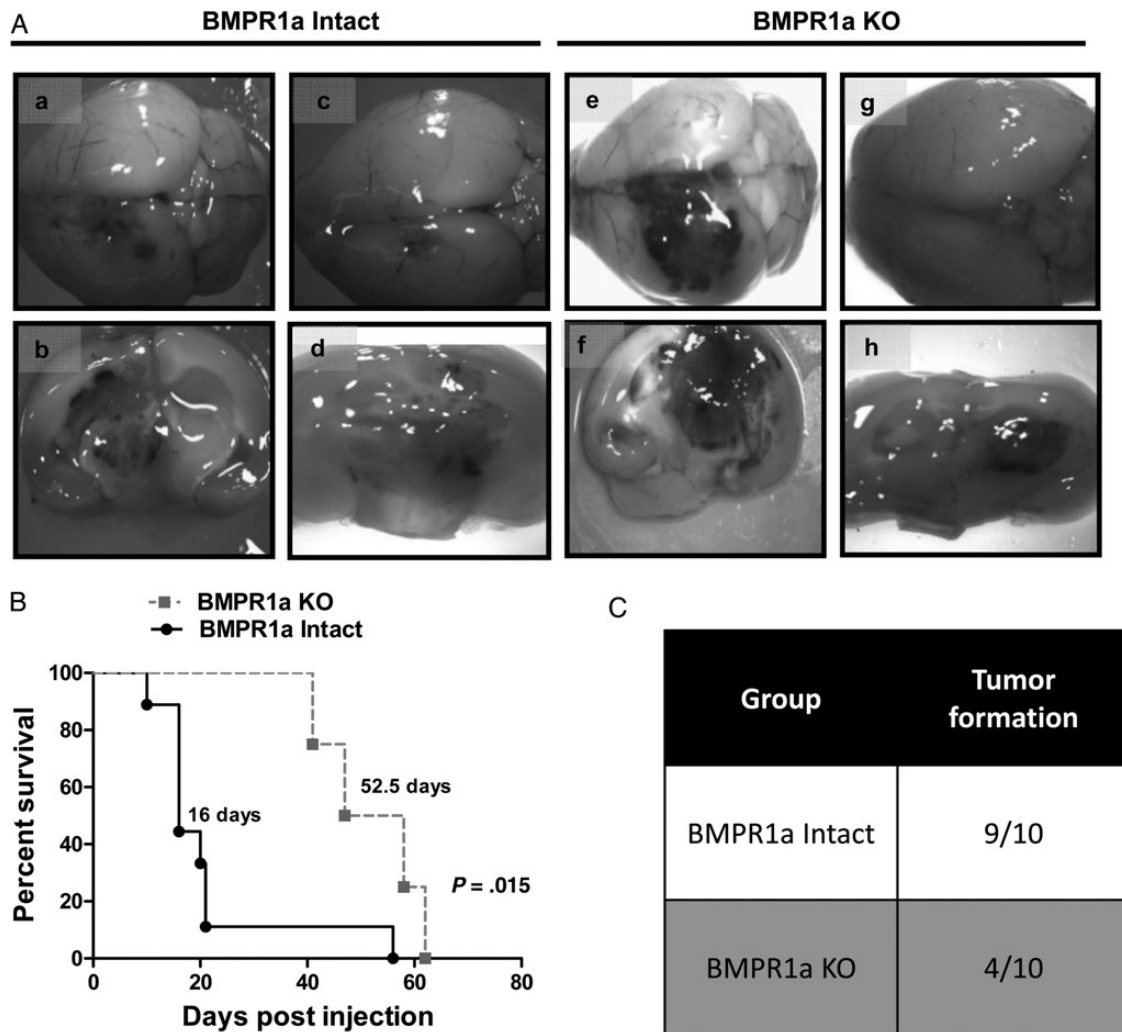 A
BMPR1a Intact
BMPR1a KO
a
c
e
g
b
d
f
h
B
BMPR1a KO
BMPR1a Intact
100
80
60
40
20
0
Percent survival
16 days
52.5 days
P = .015
0 20 40 60 80
Days post injection
C
Group
Tumor
formation
BMPR1a Intact
9/10
BMPR1a KO
4/10